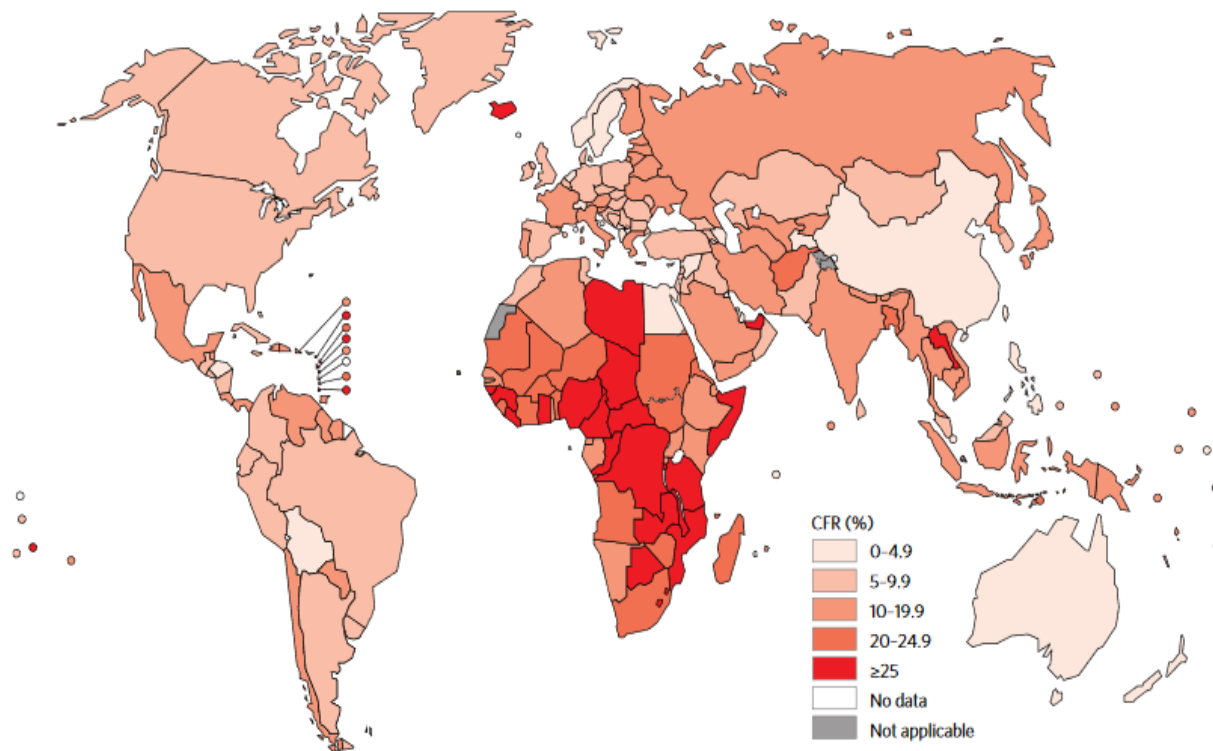 CFR (%)
0–4.9
5–9.9
10–19.9
20–24.9
≥25
No data
Not applicable